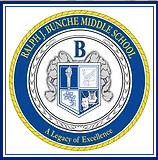 RALPH J. BUNCHE MIDDLE SCHOOL
B
A Legacy of Excellence